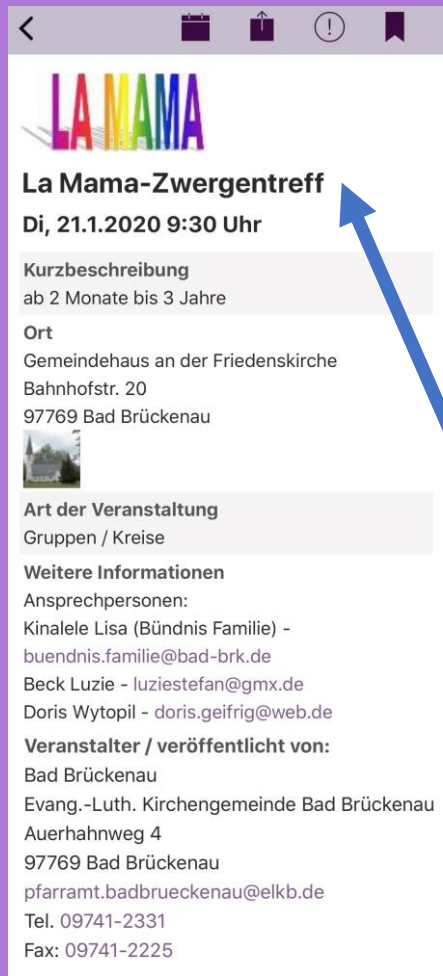 LA MAMA
La Mama-Zwergentreff
Di, 21.1.2020 9:30 Uhr
Kurzbeschreibung
ab 2 Monate bis 3 Jahre
Ort
Gemeindehaus an der Friedenskirche
Bahnhofstr. 20
97769 Bad Brückenau
Art der Veranstaltung
Gruppen / Kreise
Weitere Informationen
Ansprechpersonen:
Kinalele Lisa (Bündnis Familie) -
buendnis.familie@bad-brk.de
Beck Luzie - luziestefan@gmx.de
Doris Wytopil - doris.geifrig@web.de
Veranstalter / veröffentlicht von:
Bad Brückenau
Evang.-Luth. Kirchengemeinde Bad Brückenau
Auerhahnweg 4
97769 Bad Brückenau
pfarramt.badbrueckenau@elkb.de
Tel. 09741-2331
Fax: 09741-2225